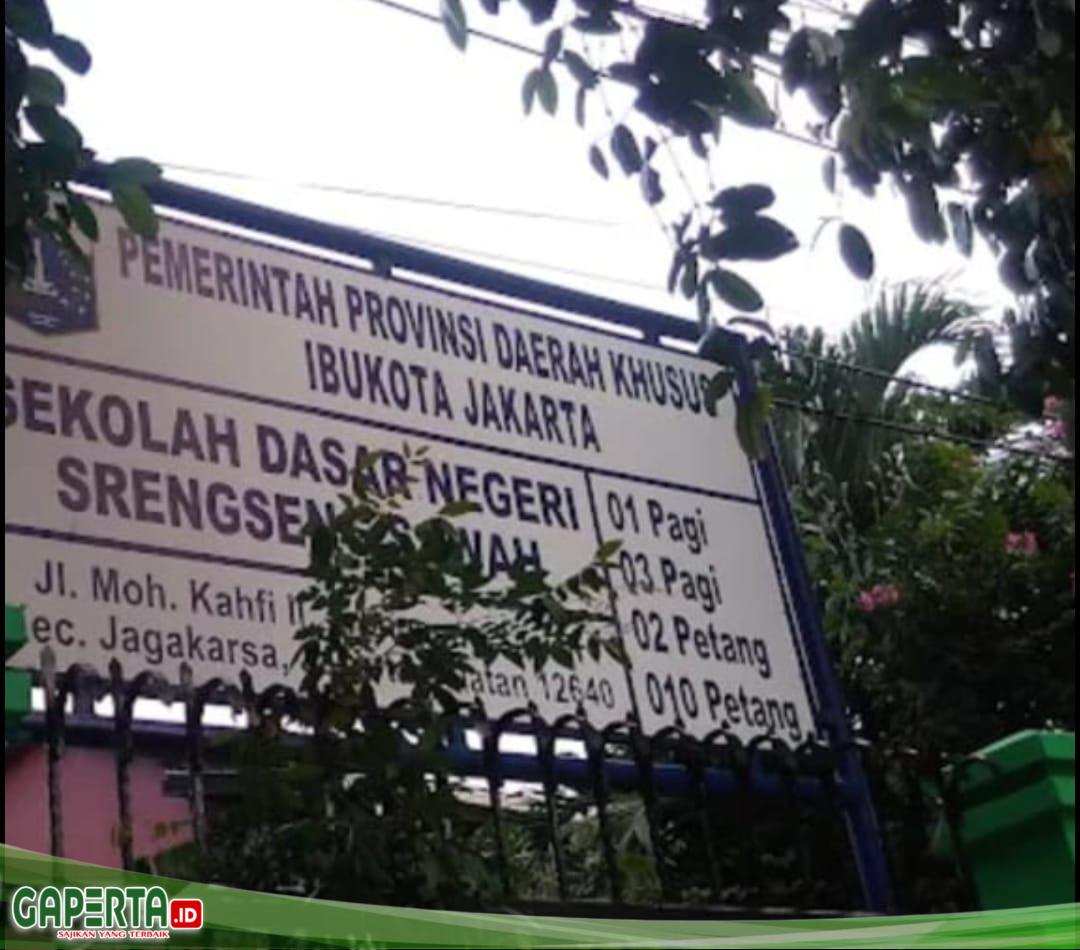 PEMERINTAH PROVINSI DAERAH KHUSUS
IBUKOTA JAKARTA
SEKOLAH DASAR NEGERI
01 Pagi
03 Pagi
02 Petang
010 Petang
Jl. Moh. Kahfi II
Jagakarsa,
12640
GAPERTA.ID
SAJIKAN YANG TERBAIK